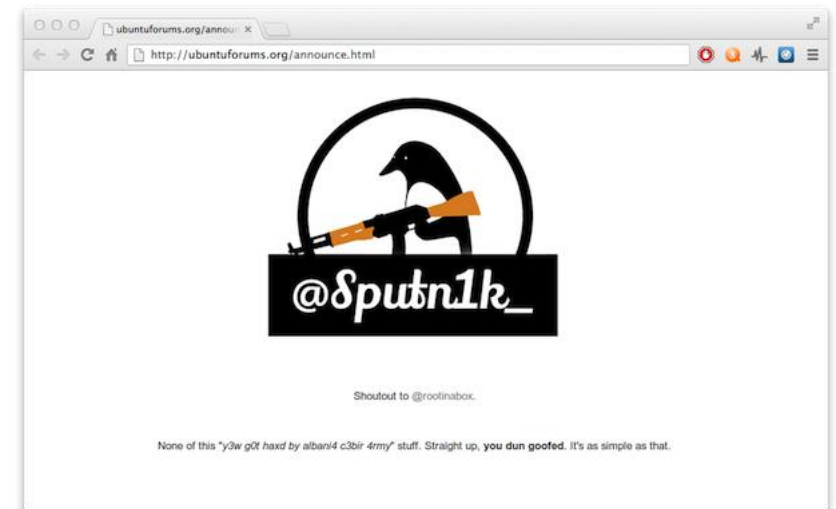 ubuntuforums.org/announ
http://ubuntuforums.org/announce.html
@Sputn1k_
Shoutout to @rootinabox.
None of this "y3w g0t haxd by albani4 c3bir 4rmy" stuff. Straight up, you dun goofed. It's as simple as that.